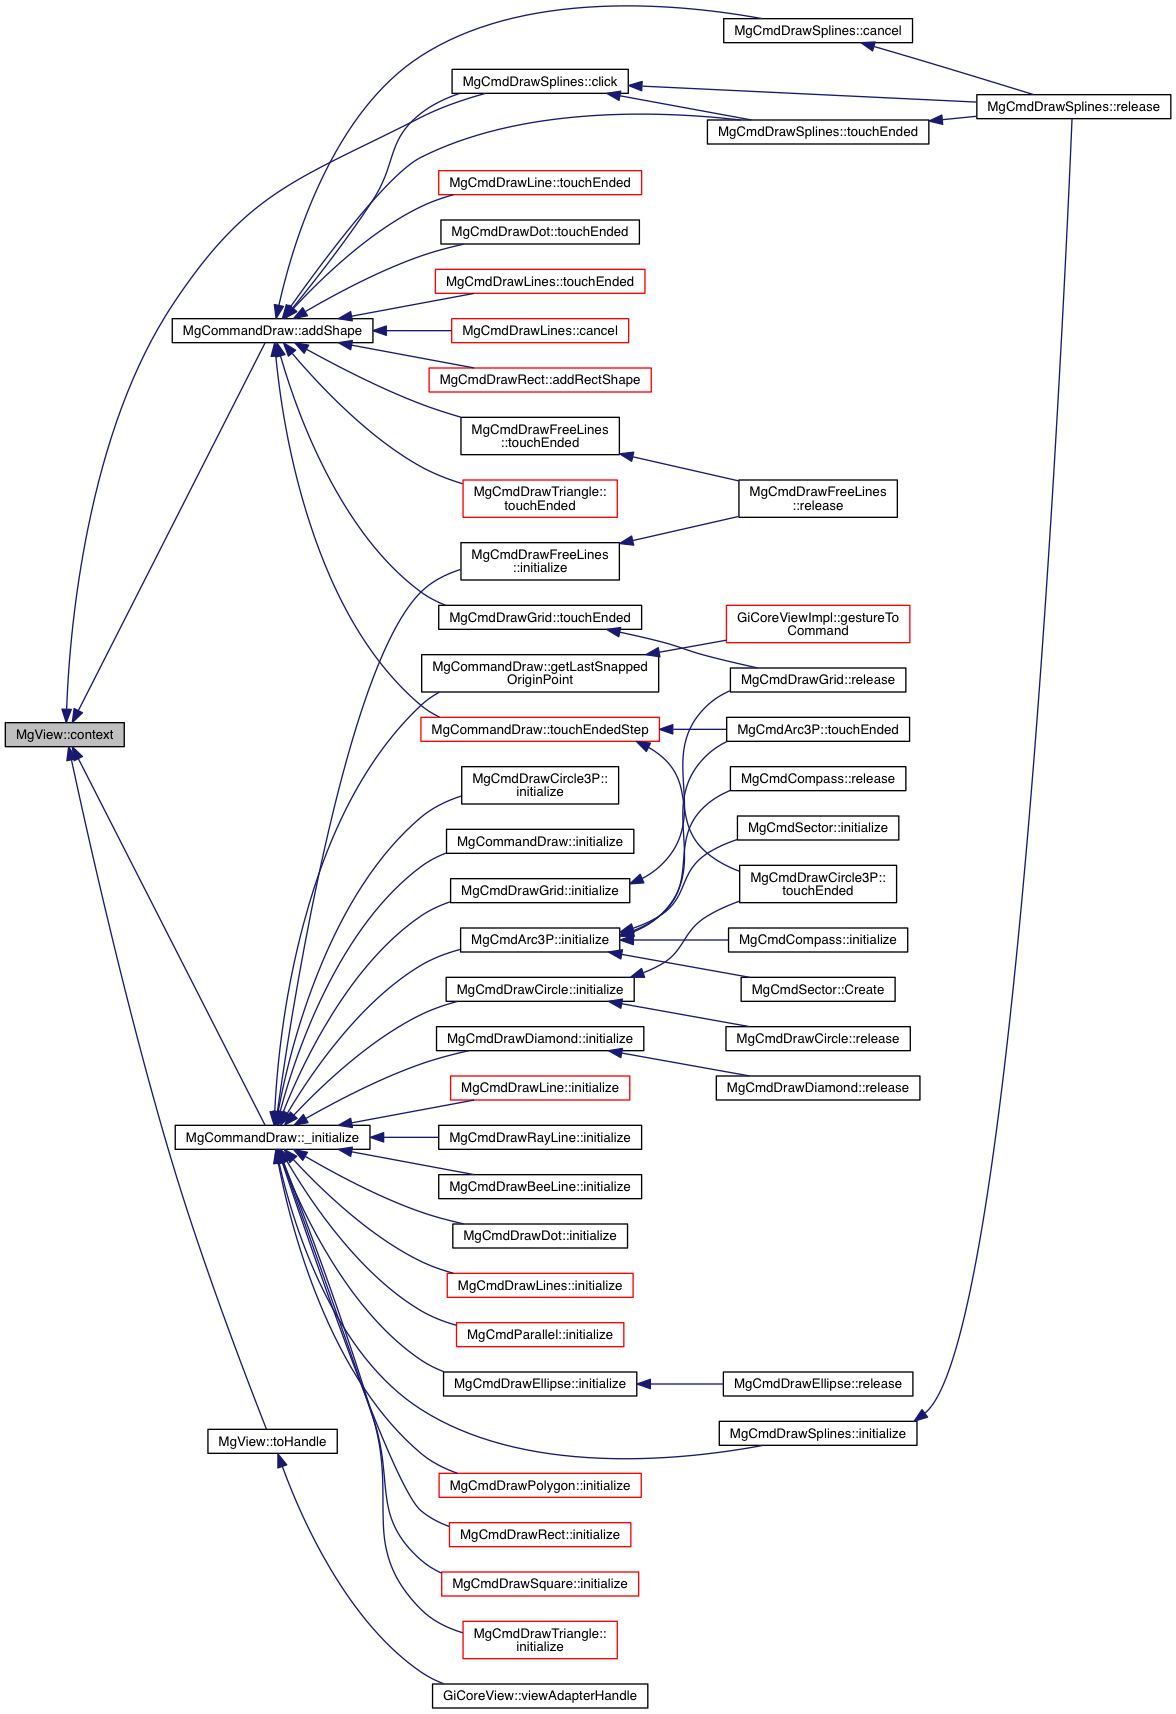 MgCmdDrawSplines::cancel
MgCmdDrawSplines::click
MgCmdDrawSplines::release
MgCmdDrawSplines::touchEnded
MgCmdDrawLine::touchEnded
MgCmdDrawDot::touchEnded
MgCmdDrawLines::touchEnded
MgCommandDraw::addShape
MgCmdDrawLines::cancel
MgCmdDrawRect::addRectShape
MgCmdDrawFreeLines
::touchEnded
MgCmdDrawTriangle::
touchEnded
MgCmdDrawFreeLines
::release
MgCmdDrawFreeLines
::initialize
MgCmdDrawGrid::touchEnded
GiCoreViewImpl::gestureTo
Command
MgCommandDraw::getLastSnapped
OriginPoint
MgCmdDrawGrid::release
MgView::context
MgCommandDraw::touchEndedStep
MgCmdArc3P::touchEnded
MgCmdDrawCircle3P::
initialize
MgCmdCompass::release
MgCommandDraw::initialize
MgCmdSector::initialize
MgCmdDrawGrid::initialize
MgCmdDrawCircle3P::
touchEnded
MgCmdArc3P::initialize
MgCmdCompass::initialize
MgCmdDrawCircle::initialize
MgCmdSector::Create
MgCmdDrawDiamond::initialize
MgCmdDrawCircle::release
MgCmdDrawLine::initialize
MgCmdDrawDiamond::release
MgCommandDraw::_initialize
MgCmdDrawRayLine::initialize
MgCmdDrawBeeLine::initialize
MgCmdDrawDot::initialize
MgCmdDrawLines::initialize
MgCmdParallel::initialize
MgCmdDrawEllipse::initialize
MgCmdDrawEllipse::release
MgView::toHandle
MgCmdDrawSplines::initialize
MgCmdDrawPolygon::initialize
MgCmdDrawRect::initialize
MgCmdDrawSquare::initialize
MgCmdDrawTriangle::
initialize
GiCoreView::viewAdapterHandle